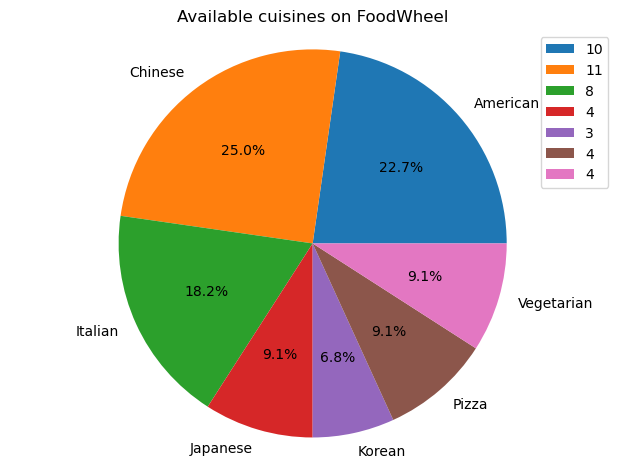 Available cuisines on FoodWheel
10
11
8
4
3
4
4
Chinese
American
25.0%
22.7%
18.2%
9.1%
Vegetarian
Italian
9.1%
9.1%
6.8%
Pizza
Japanese
Korean